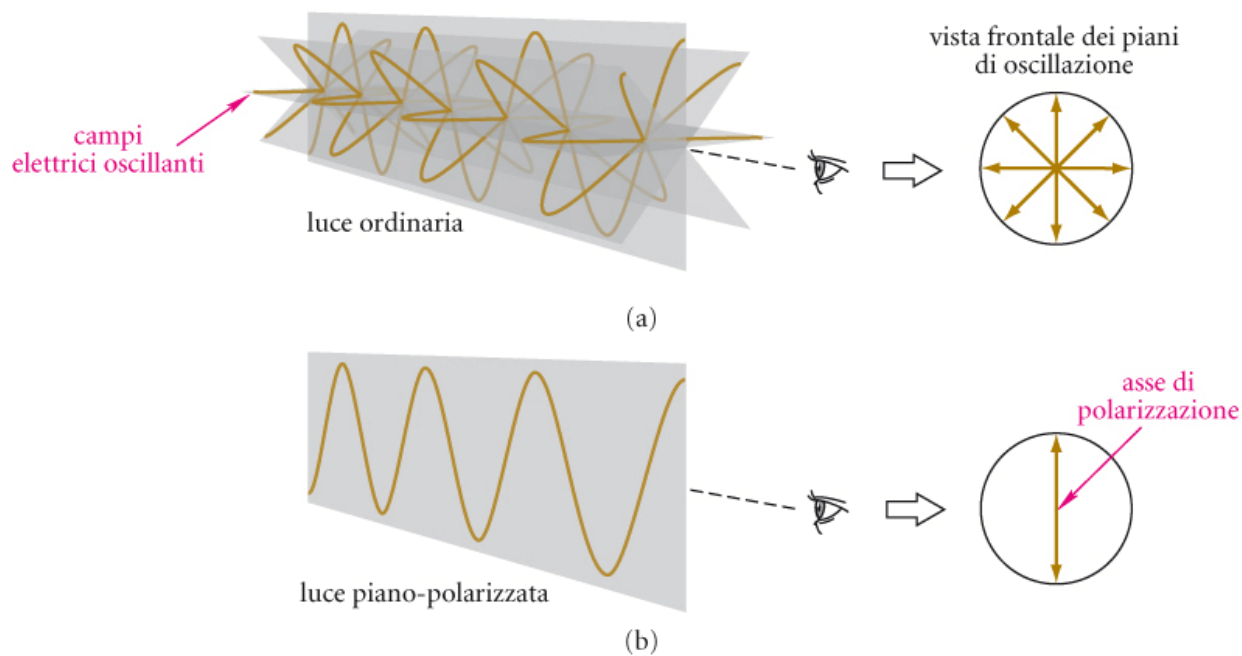 vista frontale dei piani
di oscillazione
campi
elettrici oscillanti
luce ordinaria
(a)
asse di
polarizzazione
luce piano-polarizzata
(b)